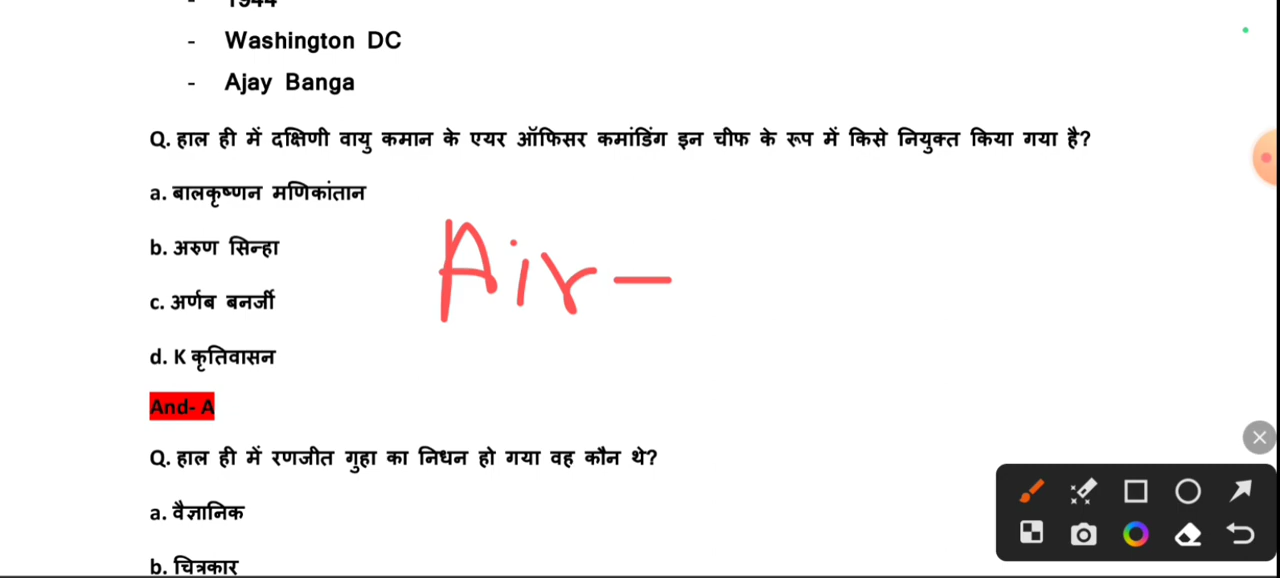 - 1944
- Washington DC
- Ajay Banga
Q. हाल ही में दक्षिणी वायु कमान के एयर ऑफिसर कमांडिंग इन चीफ के रूप में किसे नियुक्त किया गया है?
a. बालकृष्णन मणिकांतान
b. अरुण सिन्हा
Air -
c. अर्णब बनर्जी
d. K कृतिवासन
And- A
Q. हाल ही में रणजीत गुहा का निधन हो गया वह कौन थे?
a. वैज्ञानिक
b. चित्रकार